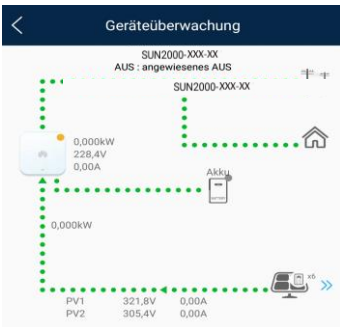 Geräteüberwachung
SUN2000-XXX-XX
AUS : angewiesenes AUS
SUN2000-XXX-XX
0,000kW
228,4V
0,00A
Akku
0,000kW
x6
PV1 321,8V 0,00A
PV2 305,4V 0,00A